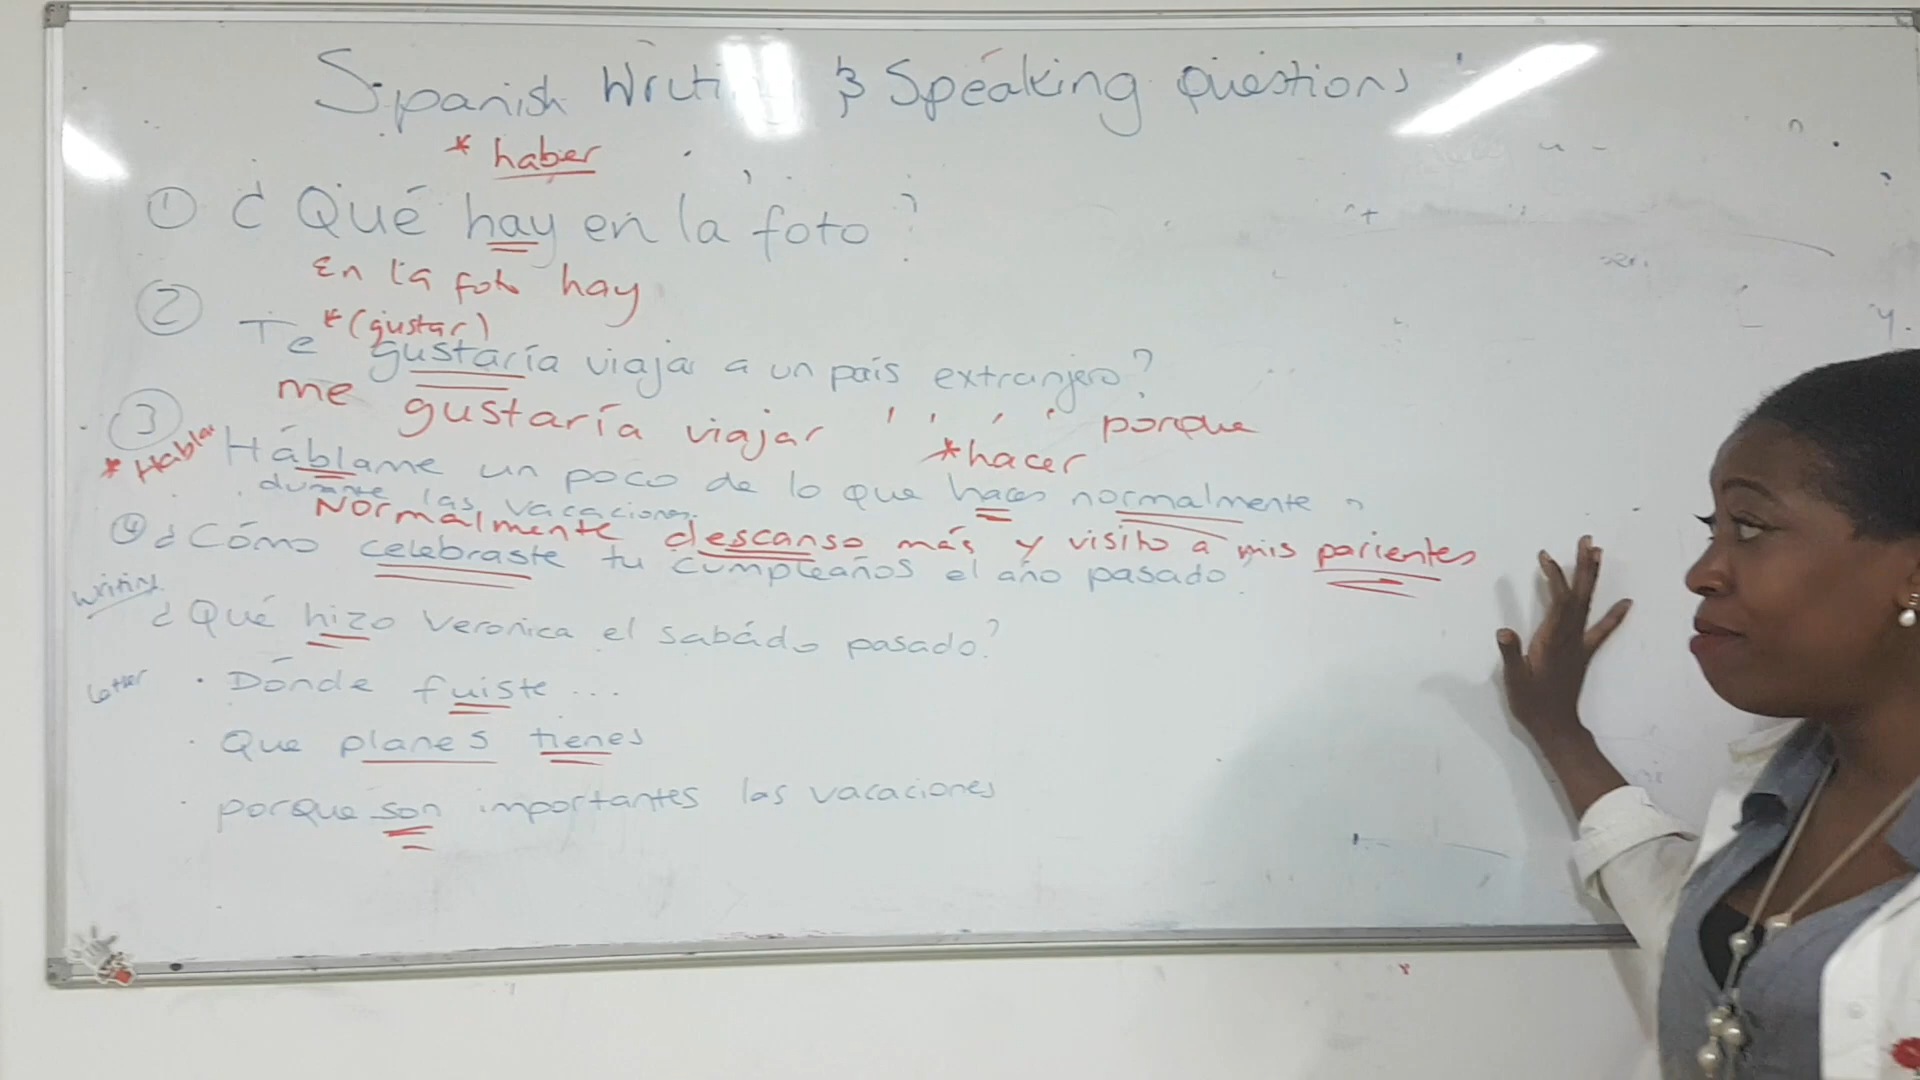 Spanish Writing & Speaking Questions
* haber
① ¿Qué hay en la foto?
En la foto hay
②
*(gustar)
Te gustaría viajar a un país extranjero?
me gustaría viajar ' ' ' ' porque
③
* Hablar
*hacer
Háblame un poco de lo que haces normalmente
durante las vacaciones.
Normalmente descanso más y visito a mis parientes
④ ¿Cómo celebraste tu cumpleaños el año pasado
writing
¿Qué hizo Veronica el sabádo pasado?
Letter · Dónde fuiste ...
· Que planes tienes
· porque son importantes las vacaciones